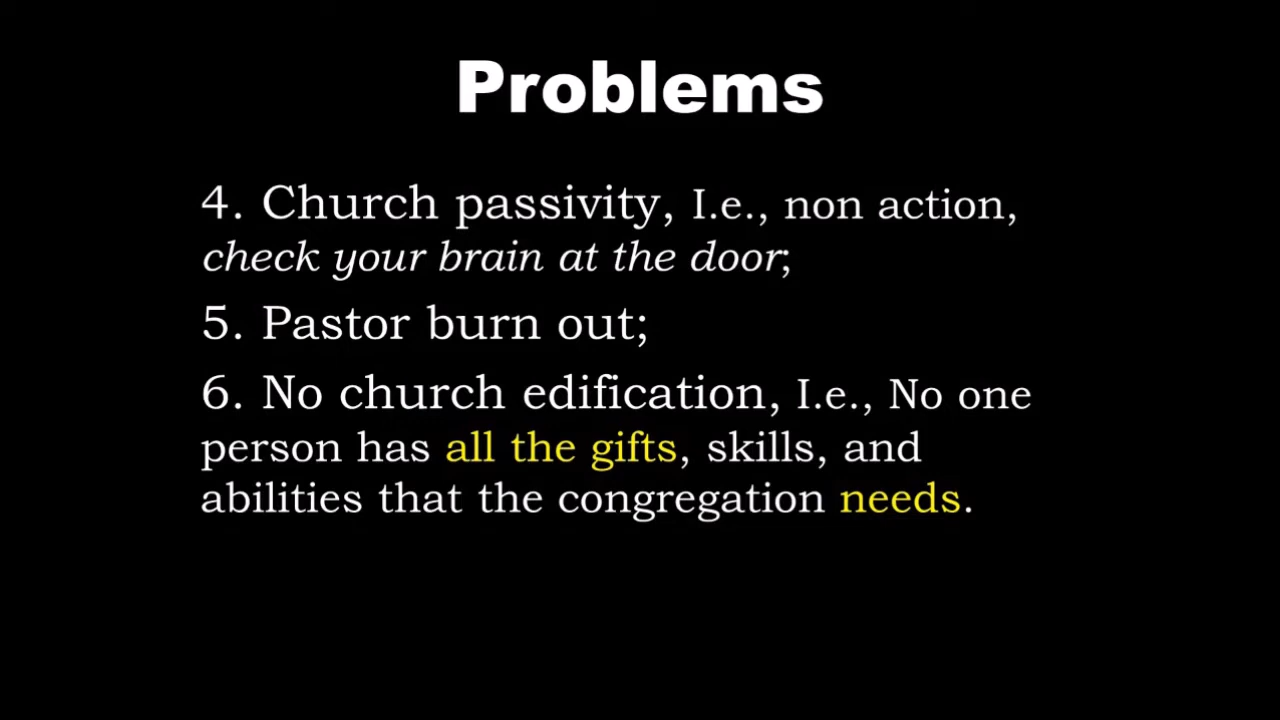 Problems
4. Church passivity, I.e., non action,
check your brain at the door;
5. Pastor burn out;
6. No church edification, I.e., No one
person has all the gifts, skills, and
abilities that the congregation needs.